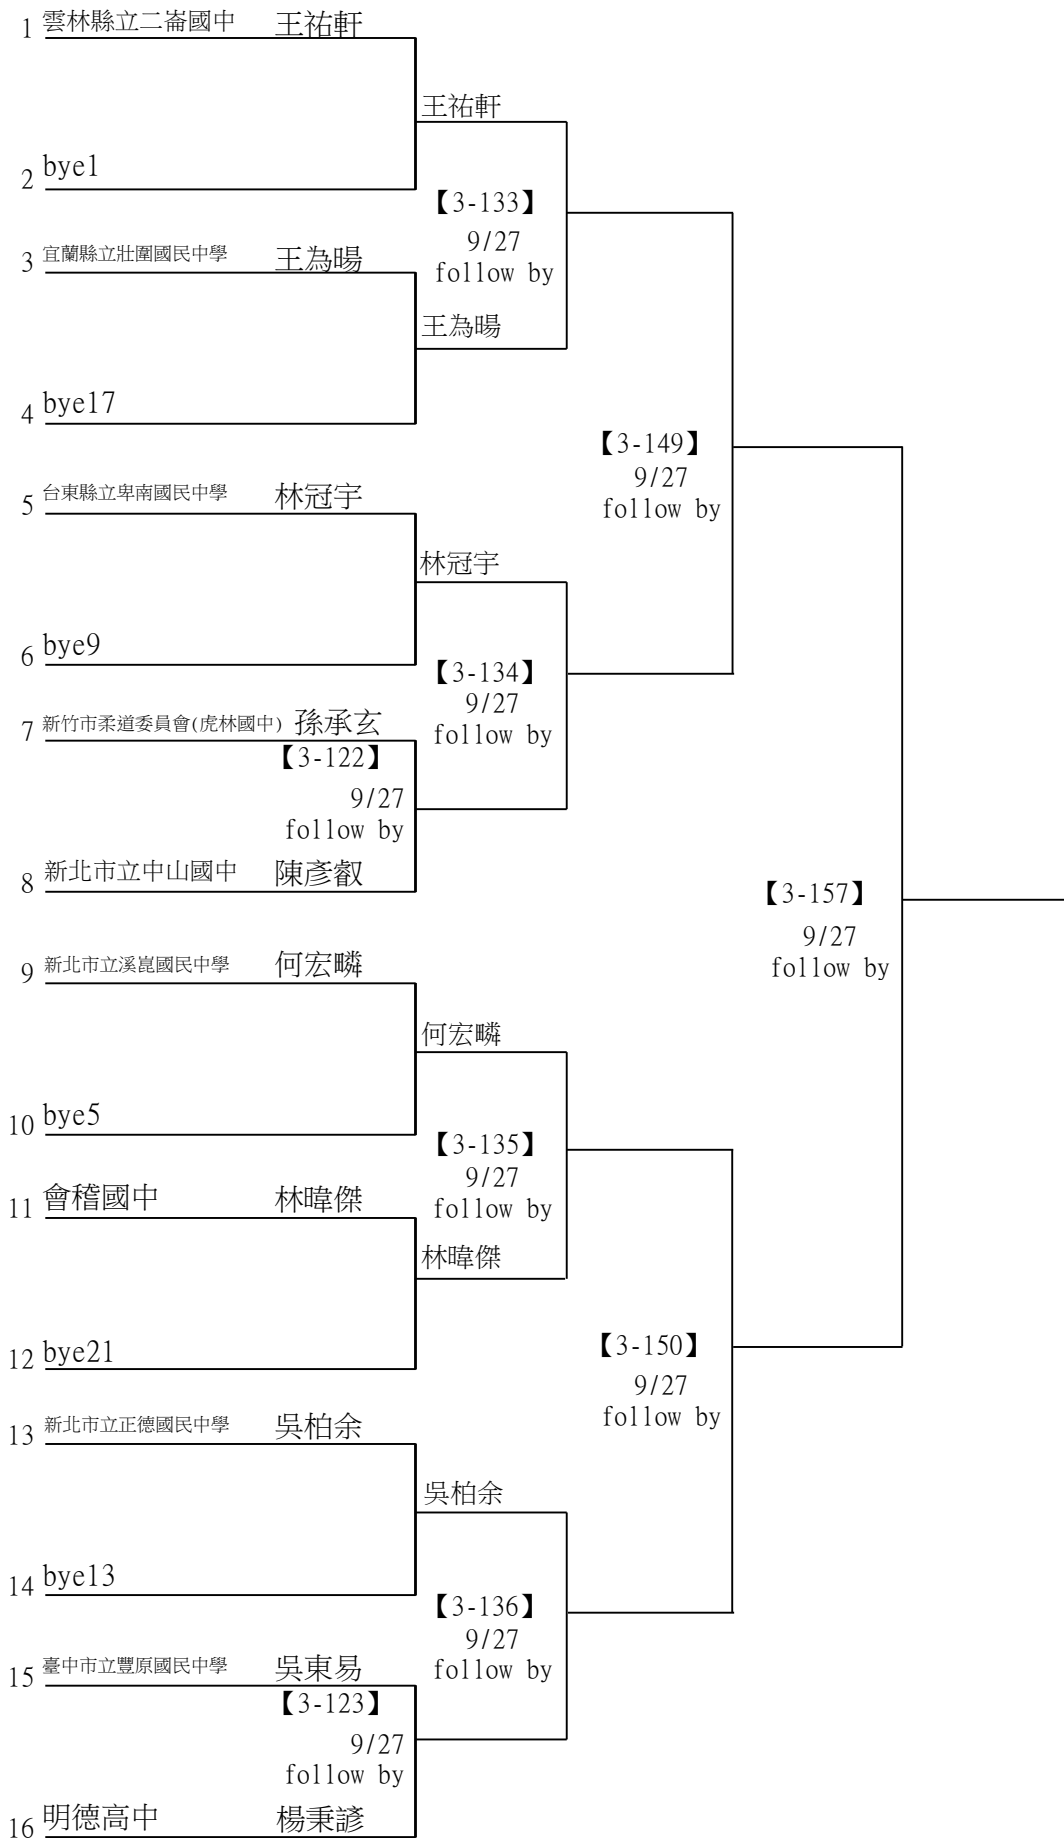 1 雲林縣立二崙國中 王祐軒
王祐軒
2 bye1
【3-133】
9/27
follow by
3 宜蘭縣立壯圍國民中學 王為暘
王為暘
4 bye17
【3-149】
9/27
follow by
5 台東縣立卑南國民中學 林冠宇
林冠宇
6 bye9
【3-134】
9/27
follow by
7 新竹市柔道委員會(虎林國中) 孫承玄
【3-122】
9/27
follow by
8 新北市立中山國中 陳彥叡
【3-157】
9/27
follow by
9 新北市立溪崑國民中學 何宏疄
何宏疄
10 bye5
【3-135】
9/27
follow by
11 會稽國中 林暐傑
林暐傑
12 bye21
【3-150】
9/27
follow by
13 新北市立正德國民中學 吳柏余
吳柏余
14 bye13
【3-136】
9/27
follow by
15 臺中市立豐原國民中學 吳東易
【3-123】
9/27
follow by
16 明德高中 楊秉諺